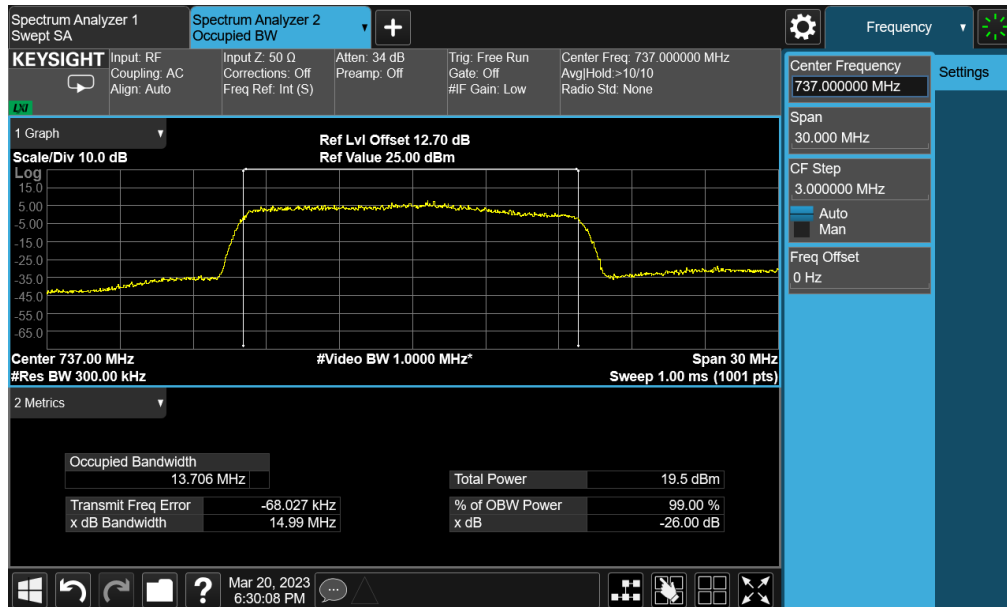 Spectrum Analyzer 1
Swept SA
Spectrum Analyzer 2
Occupied BW
Frequency
KEYSIGHT
LXI
Input: RF
Coupling: AC
Align: Auto
Input Z: 50 Ω
Corrections: Off
Freq Ref: Int (S)
Atten: 34 dB
Preamp: Off
Trig: Free Run
Gate: Off
#IF Gain: Low
Center Freq: 737.000000 MHz
Avg|Hold:>10/10
Radio Std: None
Center Frequency
737.000000 MHz
Settings
Span
30.000 MHz
CF Step
3.000000 MHz
Auto
Man
Freq Offset
0 Hz
1 Graph
Scale/Div 10.0 dB
Ref Lvl Offset 12.70 dB
Ref Value 25.00 dBm
Log
15.0
5.00
-5.00
-15.0
-25.0
-35.0
-45.0
-55.0
-65.0
Center 737.00 MHz
#Video BW 1.0000 MHz*
Span 30 MHz
#Res BW 300.00 kHz
Sweep 1.00 ms (1001 pts)
2 Metrics
Occupied Bandwidth
13.706 MHz
Total Power 19.5 dBm
Transmit Freq Error -68.027 kHz
% of OBW Power 99.00 %
x dB Bandwidth 14.99 MHz
x dB -26.00 dB
?
Mar 20, 2023
6:30:08 PM